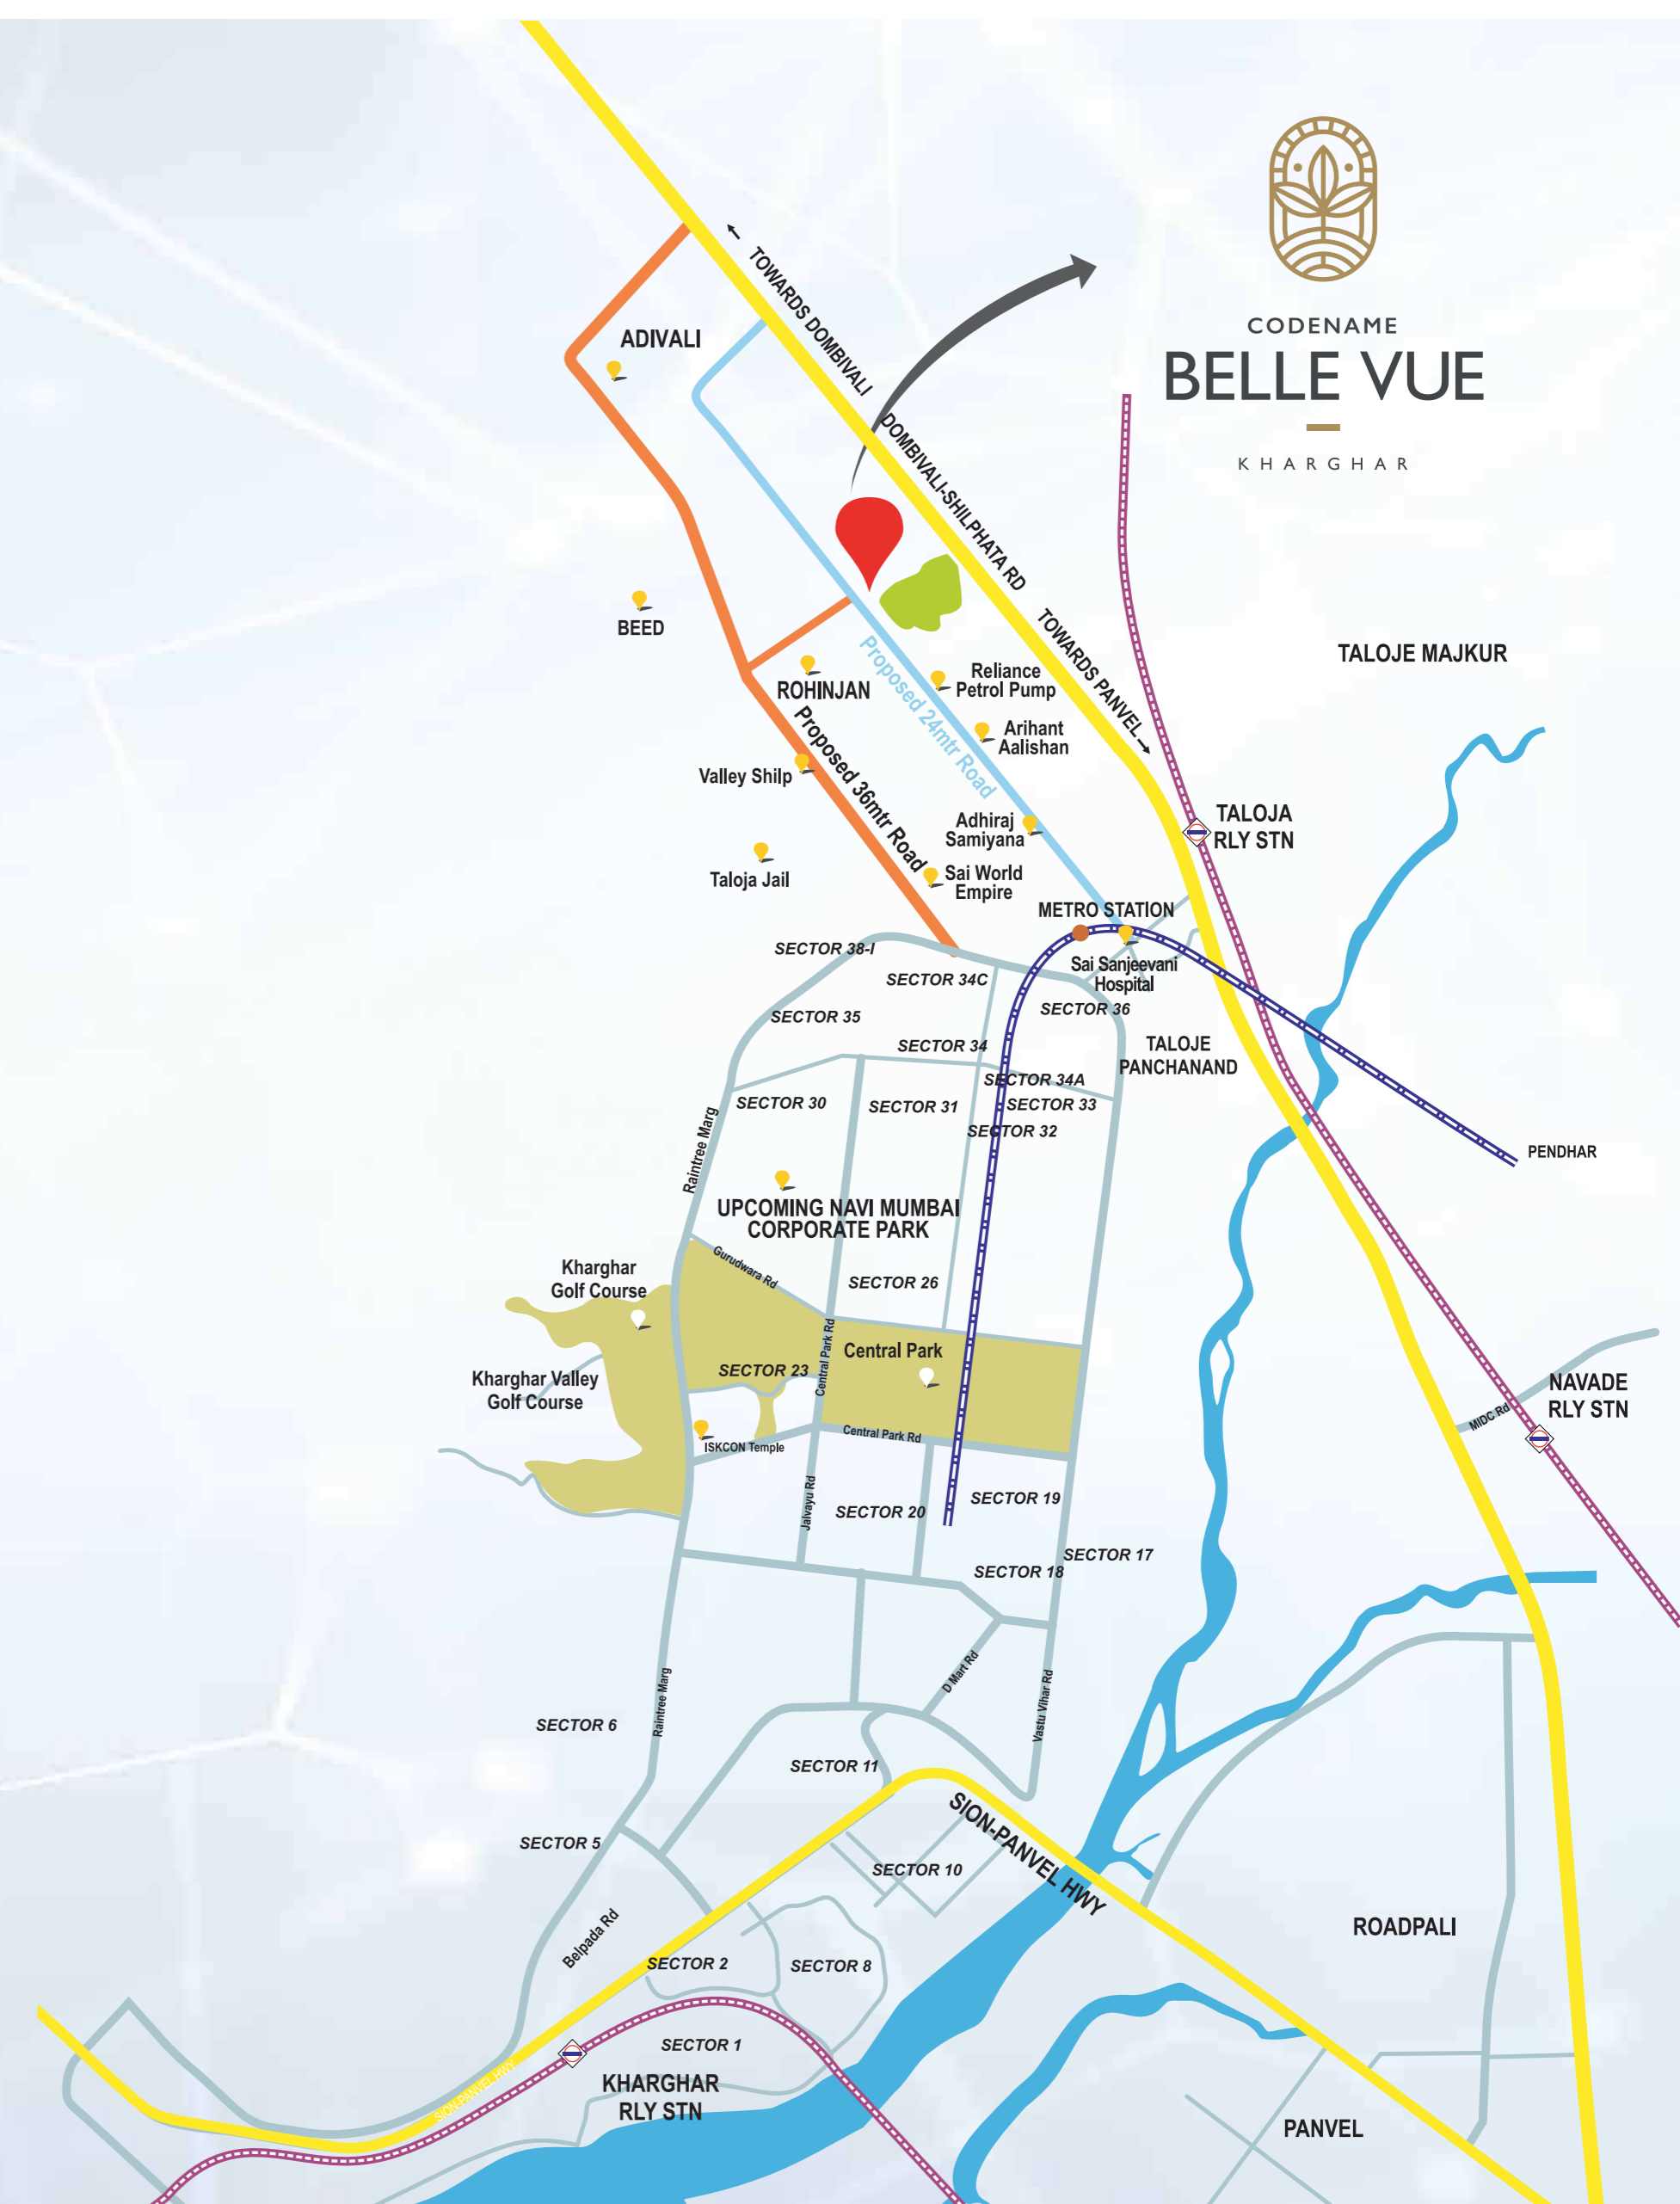 CODENAME
BELLE VUE
KHARGHAR
TOWARDS DOMBIVALI
ADIVALI
DOMBIVALI-SHILPHATA RD
BEED
TOWARDS PANVEL
TALOJE MAJKUR
Proposed 24mtr Road
Reliance
Petrol Pump
ROHINJAN
Arihant
Aalishan
Proposed 36mtr Road
Valley Shilp
TALOJA
RLY STN
Adhiraj
Samiyana
Taloja Jail
Sai World
Empire
METRO STATION
SECTOR 38-I
Sai Sanjeevani
Hospital
SECTOR 34C
SECTOR 36
SECTOR 35
SECTOR 34
TALOJE
PANCHANAND
SECTOR 34A
SECTOR 30
SECTOR 31
SECTOR 33
SECTOR 32
Raintree Marg
PENDHAR
UPCOMING NAVI MUMBAI
CORPORATE PARK
Gurudwara Rd
Kharghar
Golf Course
SECTOR 26
Central Park Rd
Central Park
SECTOR 23
Kharghar Valley
Golf Course
NAVADE
RLY STN
MIDC Rd
Central Park Rd
ISKCON Temple
Jalvayu Rd
SECTOR 20
SECTOR 19
SECTOR 17
SECTOR 18
D Mart Rd
Raintree Marg
Vastu Vihar Rd
SECTOR 6
SECTOR 11
SION-PANVEL HWY
SECTOR 5
SECTOR 10
Belpada Rd
ROADPALI
SECTOR 2
SECTOR 8
SECTOR 1
SION-PANVEL HWY
KHARGHAR
RLY STN
PANVEL